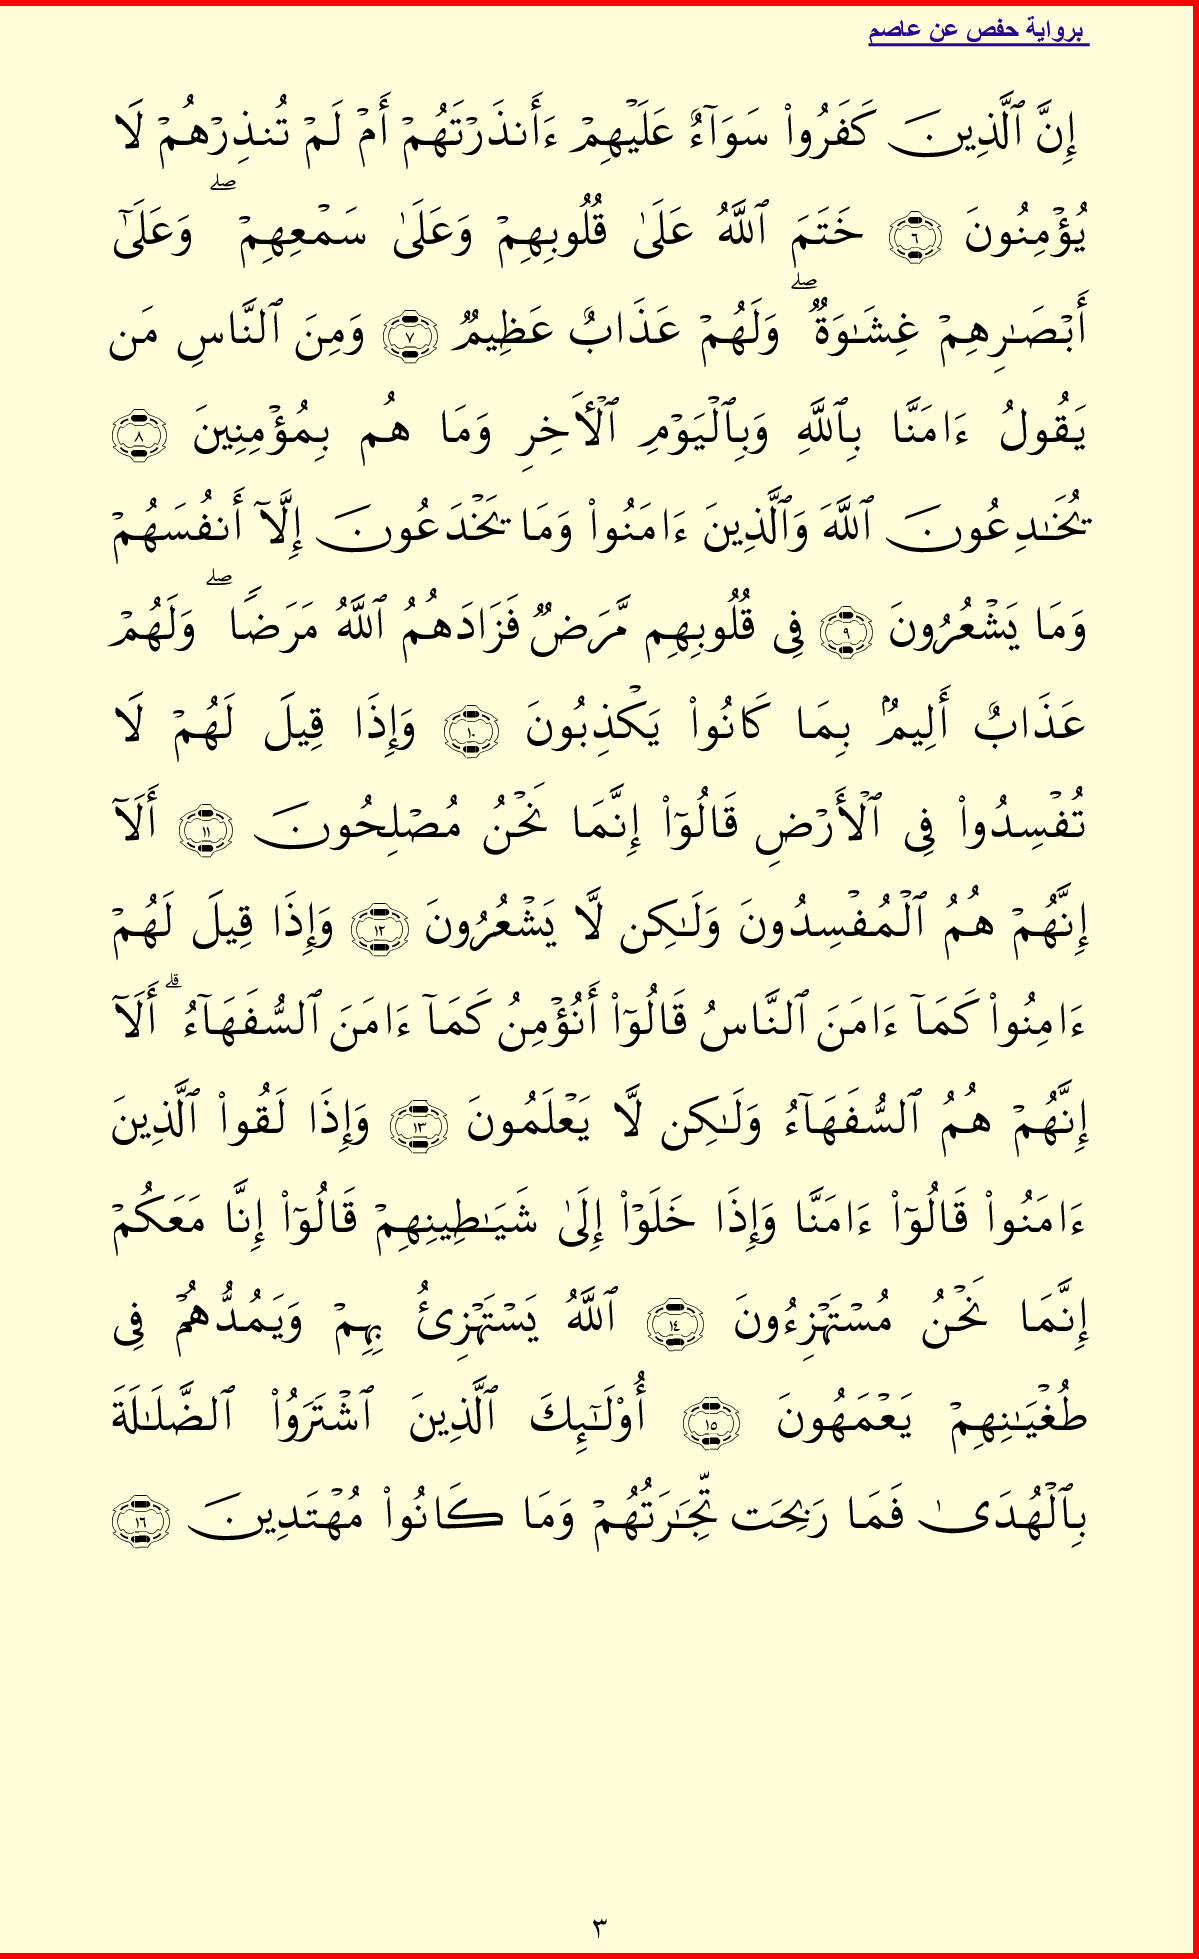 برواية حفص عن عاصم
إِنَّ ٱلَّذِينَ كَفَرُوا۟ سَوَآءٌ عَلَيْهِمْ ءَأَنذَرْتَهُمْ أَمْ لَمْ تُنذِرْهُمْ لَا
يُؤْمِنُونَ ٦ خَتَمَ ٱللَّهُ عَلَىٰ قُلُوبِهِمْ وَعَلَىٰ سَمْعِهِمْ ۖ وَعَلَىٰٓ
أَبْصَـٰرِهِمْ غِشَـٰوَةٌ ۖ وَلَهُمْ عَذَابٌ عَظِيمٌ ٧ وَمِنَ ٱلنَّاسِ مَن
يَقُولُ ءَامَنَّا بِٱللَّهِ وَبِٱلْيَوْمِ ٱلْـَٔاخِرِ وَمَا هُم بِمُؤْمِنِينَ ٨
يُخَـٰدِعُونَ ٱللَّهَ وَٱلَّذِينَ ءَامَنُوا۟ وَمَا يَخْدَعُونَ إِلَّآ أَنفُسَهُمْ
وَمَا يَشْعُرُونَ ٩ فِى قُلُوبِهِم مَّرَضٌ فَزَادَهُمُ ٱللَّهُ مَرَضًا ۖ وَلَهُمْ
عَذَابٌ أَلِيمٌۢ بِمَا كَانُوا۟ يَكْذِبُونَ ١٠ وَإِذَا قِيلَ لَهُمْ لَا
تُفْسِدُوا۟ فِى ٱلْأَرْضِ قَالُوٓا۟ إِنَّمَا نَحْنُ مُصْلِحُونَ ١١ أَلَآ
إِنَّهُمْ هُمُ ٱلْمُفْسِدُونَ وَلَـٰكِن لَّا يَشْعُرُونَ ١٢ وَإِذَا قِيلَ لَهُمْ
ءَامِنُوا۟ كَمَآ ءَامَنَ ٱلنَّاسُ قَالُوٓا۟ أَنُؤْمِنُ كَمَآ ءَامَنَ ٱلسُّفَهَآءُ ۗ أَلَآ
إِنَّهُمْ هُمُ ٱلسُّفَهَآءُ وَلَـٰكِن لَّا يَعْلَمُونَ ١٣ وَإِذَا لَقُوا۟ ٱلَّذِينَ
ءَامَنُوا۟ قَالُوٓا۟ ءَامَنَّا وَإِذَا خَلَوْا۟ إِلَىٰ شَيَـٰطِينِهِمْ قَالُوٓا۟ إِنَّا مَعَكُمْ
إِنَّمَا نَحْنُ مُسْتَهْزِءُونَ ١٤ ٱللَّهُ يَسْتَهْزِئُ بِهِمْ وَيَمُدُّهُمْ فِى
طُغْيَـٰنِهِمْ يَعْمَهُونَ ١٥ أُو۟لَـٰٓئِكَ ٱلَّذِينَ ٱشْتَرَوُا۟ ٱلضَّلَـٰلَةَ
بِٱلْهُدَىٰ فَمَا رَبِحَت تِّجَـٰرَتُهُمْ وَمَا كَانُوا۟ مُهْتَدِينَ ١٦
٣